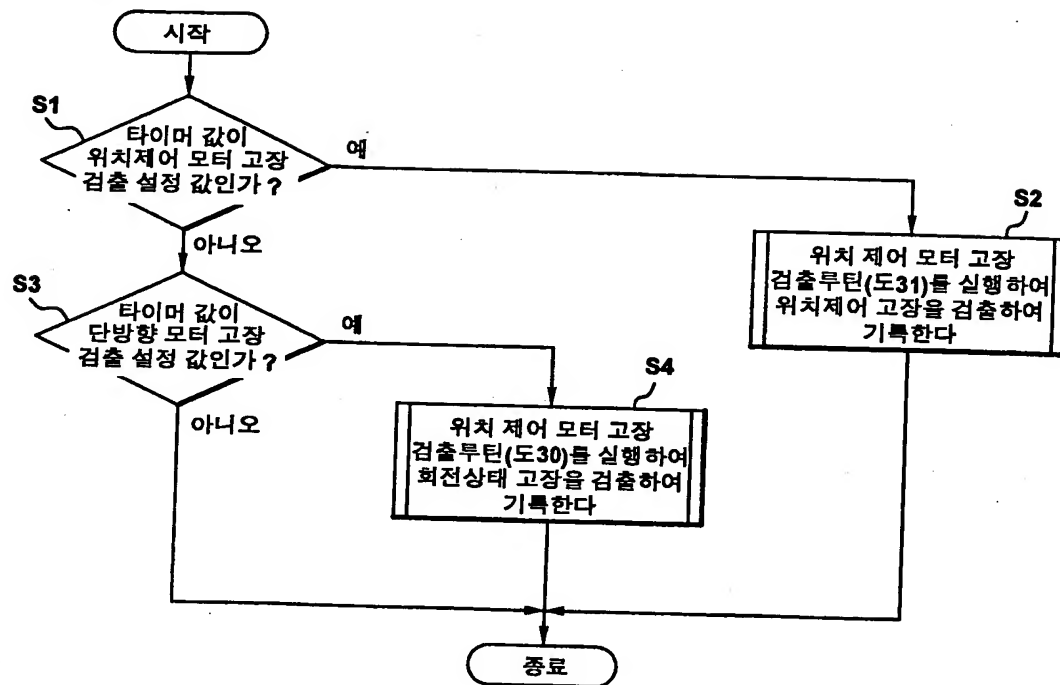 시작
S1
타이머 값이
위치제어 모터 고장
검출 설정 값인가 ?
예
아니오
S2
위치 제어 모터 고장
검출루틴(도31)를 실행하여
위치제어 고장을 검출하여
기록한다
S3
타이머 값이
단방향 모터 고장
검출 설정 값인가 ?
예
아니오
S4
위치 제어 모터 고장
검출루틴(도30)를 실행하여
회전상태 고장을 검출하여
기록한다
종료